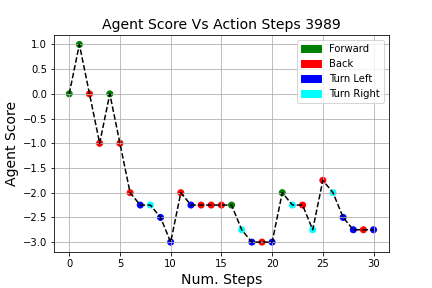 Agent Score Vs Action Steps 3989
Forward
Back
Turn Left
Turn Right
Agent Score
1.0
0.5
0.0
−0.5
−1.0
−1.5
−2.0
−2.5
−3.0
0 5 10 15 20 25 30
Num. Steps